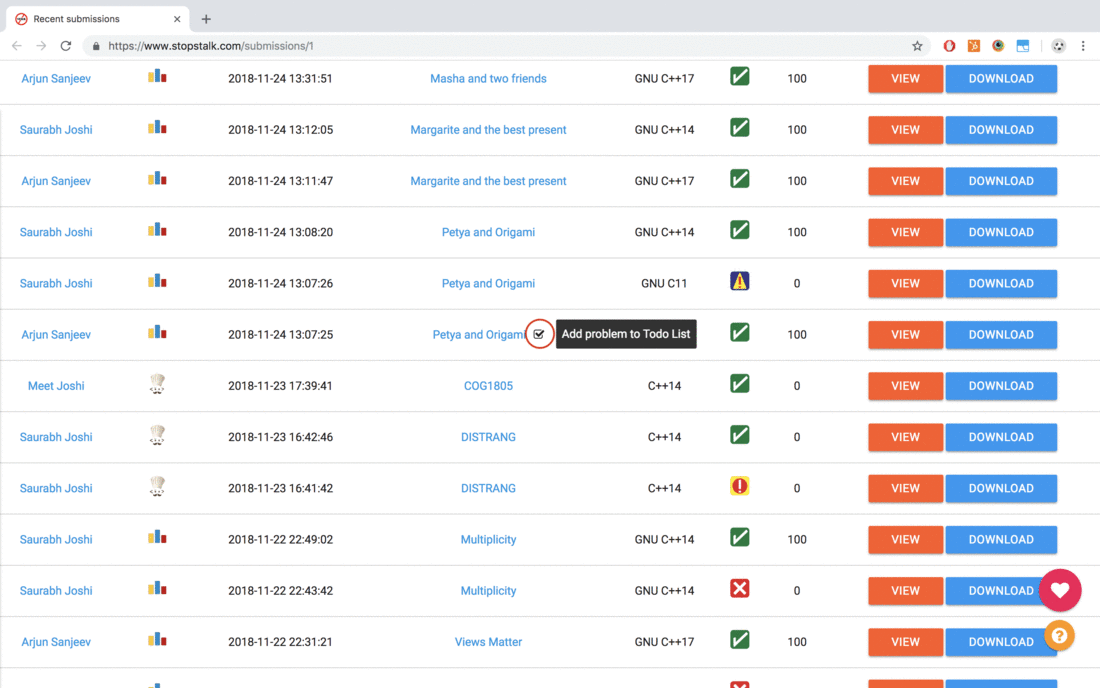 Recent submissions
https://www.stopstalk.com/submissions/1
Arjun Sanjeev 2018-11-24 13:31:51 Masha and two friends GNU C++17 100 VIEW DOWNLOAD
Saurabh Joshi 2018-11-24 13:12:05 Margarite and the best present GNU C++14 100 VIEW DOWNLOAD
Arjun Sanjeev 2018-11-24 13:11:47 Margarite and the best present GNU C++17 100 VIEW DOWNLOAD
Saurabh Joshi 2018-11-24 13:08:20 Petya and Origami GNU C++14 100 VIEW DOWNLOAD
Saurabh Joshi 2018-11-24 13:07:26 Petya and Origami GNU C11 0 VIEW DOWNLOAD
Arjun Sanjeev 2018-11-24 13:07:25 Petya and Origami Add problem to Todo List 100 VIEW DOWNLOAD
Meet Joshi 2018-11-23 17:39:41 COG1805 C++14 0 VIEW DOWNLOAD
Saurabh Joshi 2018-11-23 16:42:46 DISTRANG C++14 0 VIEW DOWNLOAD
Saurabh Joshi 2018-11-23 16:41:42 DISTRANG C++14 0 VIEW DOWNLOAD
Saurabh Joshi 2018-11-22 22:49:02 Multiplicity GNU C++14 100 VIEW DOWNLOAD
Saurabh Joshi 2018-11-22 22:43:42 Multiplicity GNU C++14 0 VIEW DOWNLOAD
Arjun Sanjeev 2018-11-22 22:31:21 Views Matter GNU C++17 100 VIEW DOWNLOAD